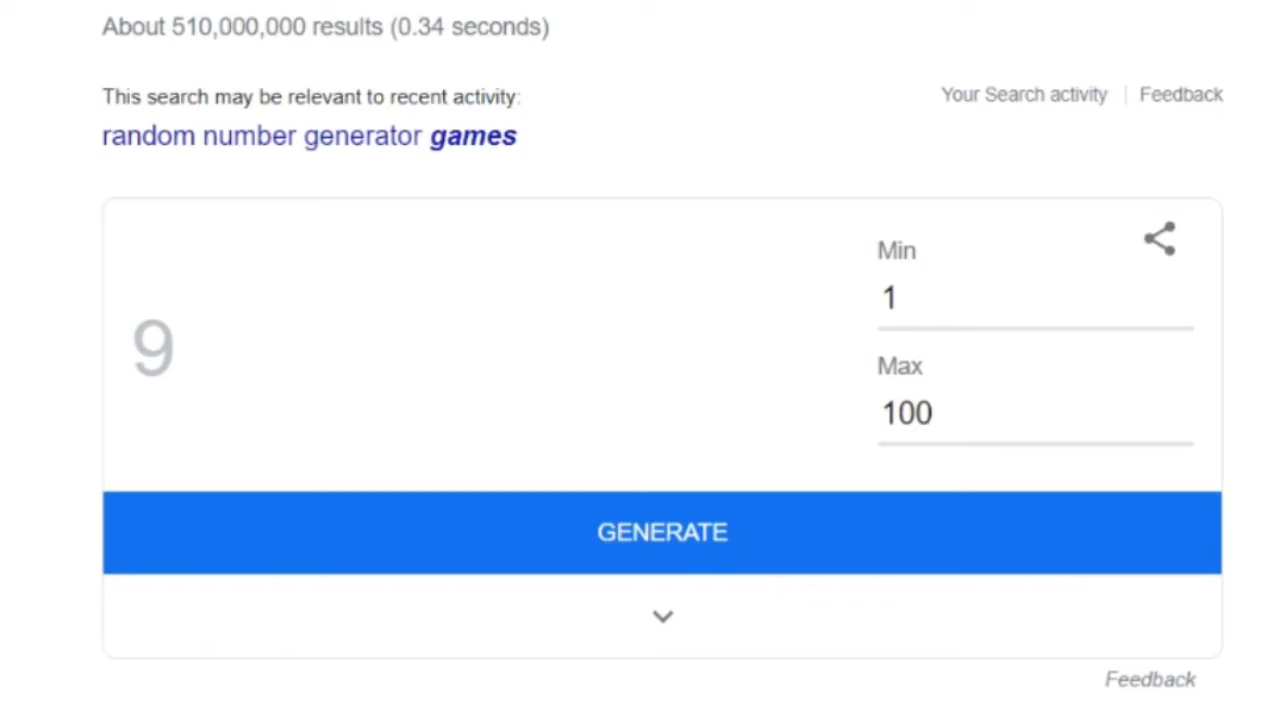 About 510,000,000 results (0.34 seconds)
This search may be relevant to recent activity:
Your Search activity | Feedback
random number generator games
Min
1
9
Max
100
GENERATE
Feedback